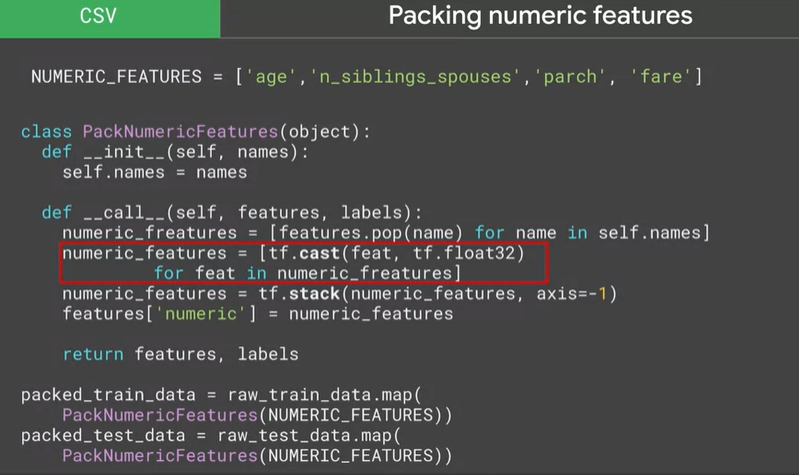 CSV
Packing numeric features
NUMERIC_FEATURES = ['age','n_siblings_spouses','parch', 'fare']
class PackNumericFeatures(object):
def __init__(self, names):
self.names = names
def __call__(self, features, labels):
numeric_freatures = [features.pop(name) for name in self.names]
numeric_features = [tf.cast(feat, tf.float32)
for feat in numeric_freatures]
numeric_features = tf.stack(numeric_features, axis=-1)
features['numeric'] = numeric_features
return features, labels
packed_train_data = raw_train_data.map(
PackNumericFeatures(NUMERIC_FEATURES))
packed_test_data = raw_test_data.map(
PackNumericFeatures(NUMERIC_FEATURES))